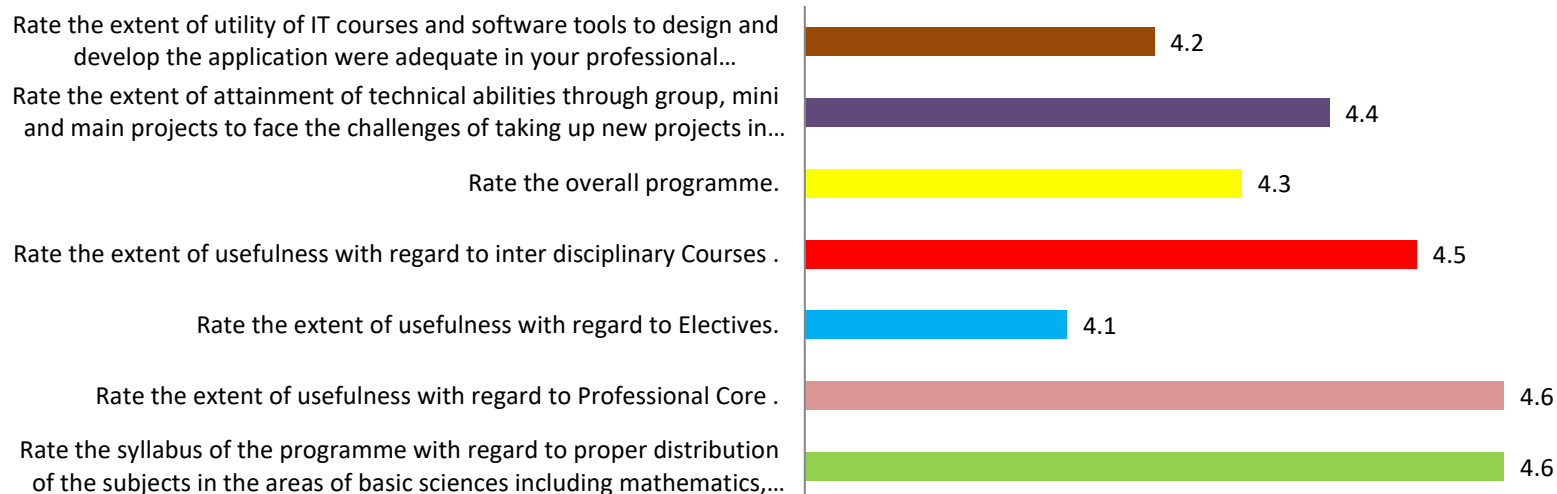 Rate the extent of utility of IT courses and software tools to design and
develop the application were adequate in your professional…
4.2
Rate the extent of attainment of technical abilities through group, mini
and main projects to face the challenges of taking up new projects in…
4.4
Rate the overall programme.
4.3
Rate the extent of usefulness with regard to inter disciplinary Courses .
4.5
Rate the extent of usefulness with regard to Electives.
4.1
Rate the extent of usefulness with regard to Professional Core .
4.6
Rate the syllabus of the programme with regard to proper distribution
of the subjects in the areas of basic sciences including mathematics,…
4.6